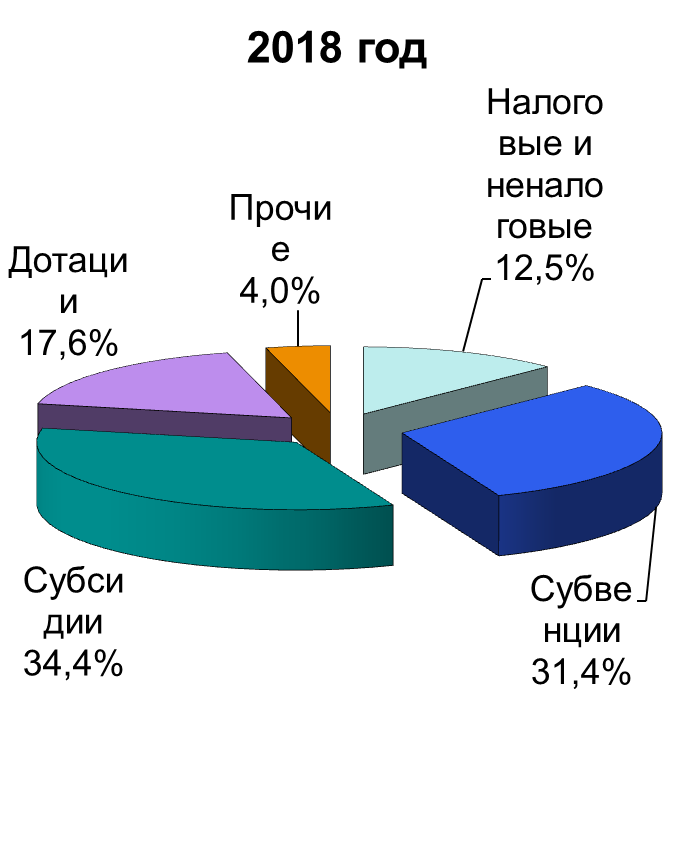 2018 год
Налого
вые и
ненало
говые
12,5%
Прочи
е
4,0%
Дотаци
и
17,6%
Субси
дии
34,4%
Субве
нции
31,4%